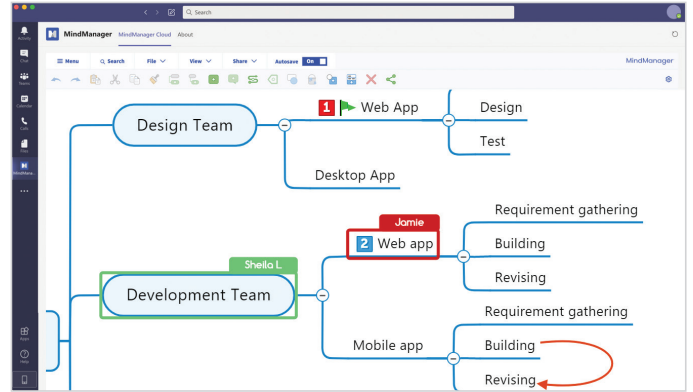 Search
Activity
Chat
Teams
Calendar
Calls
Files
MindMana...
Apps
Help
MindManager MindManager Cloud About
Menu Search File View Share Autosave On MindManager
Design Team
1 Web App
Design
Test
Desktop App
Jamie
2 Web app
Requirement gathering
Building
Revising
Sheila L.
Development Team
Mobile app
Requirement gathering
Building
Revising